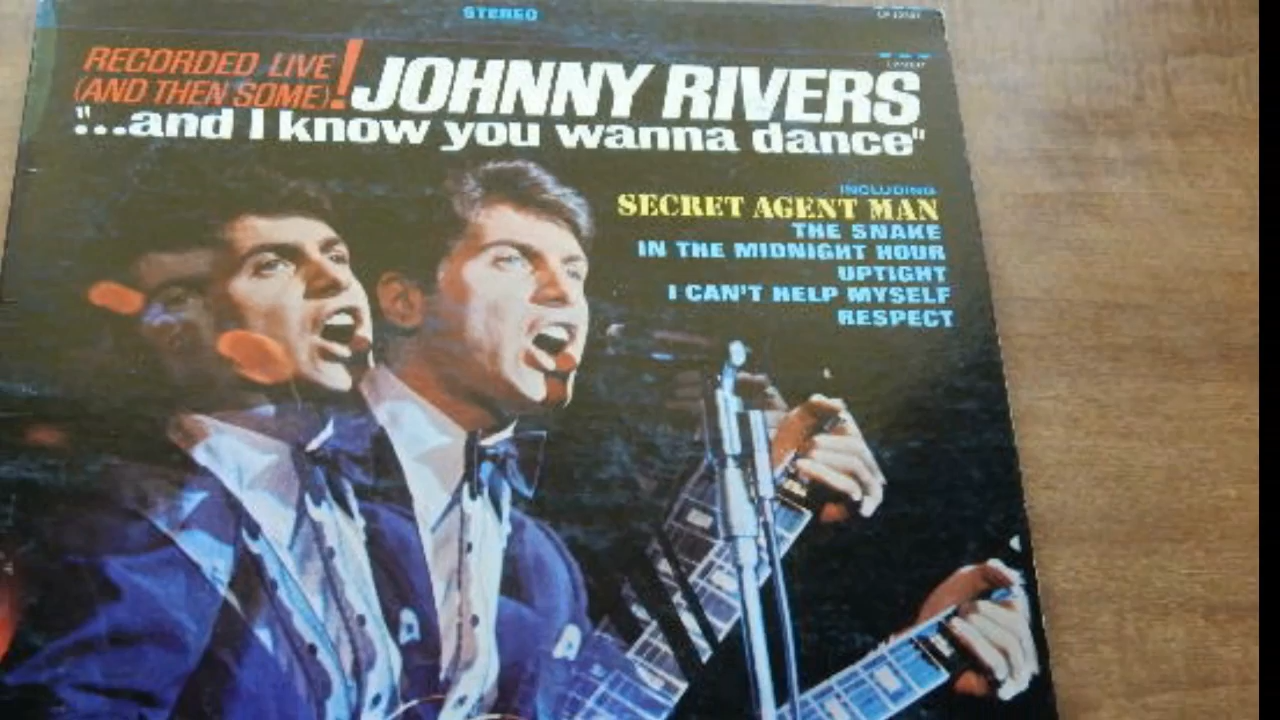 STEREO
RECORDED LIVE
(AND THEN SOME)!
JOHNNY RIVERS
"...and I know you wanna dance"
INCLUDING
SECRET AGENT MAN
THE SNAKE
IN THE MIDNIGHT HOUR
UPTIGHT
I CAN'T HELP MYSELF
RESPECT